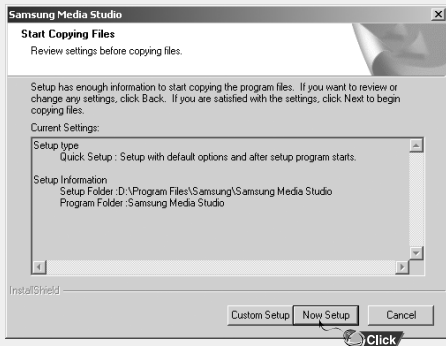 Samsung Media Studio
Start Copying Files
Review settings before copying files.
Setup has enough information to start copying the program files. If you want to review or
change any settings, click Back. If you are satisfied with the settings, click Next to begin
copying files.
Current Settings:
Setup type
Quick Setup : Setup with default options and after setup program starts.
Setup Information
Setup Folder :D:\Program Files\Samsung\Samsung Media Studio
Program Folder :Samsung Media Studio
InstallShield
Custom Setup
Now Setup
Cancel
Click